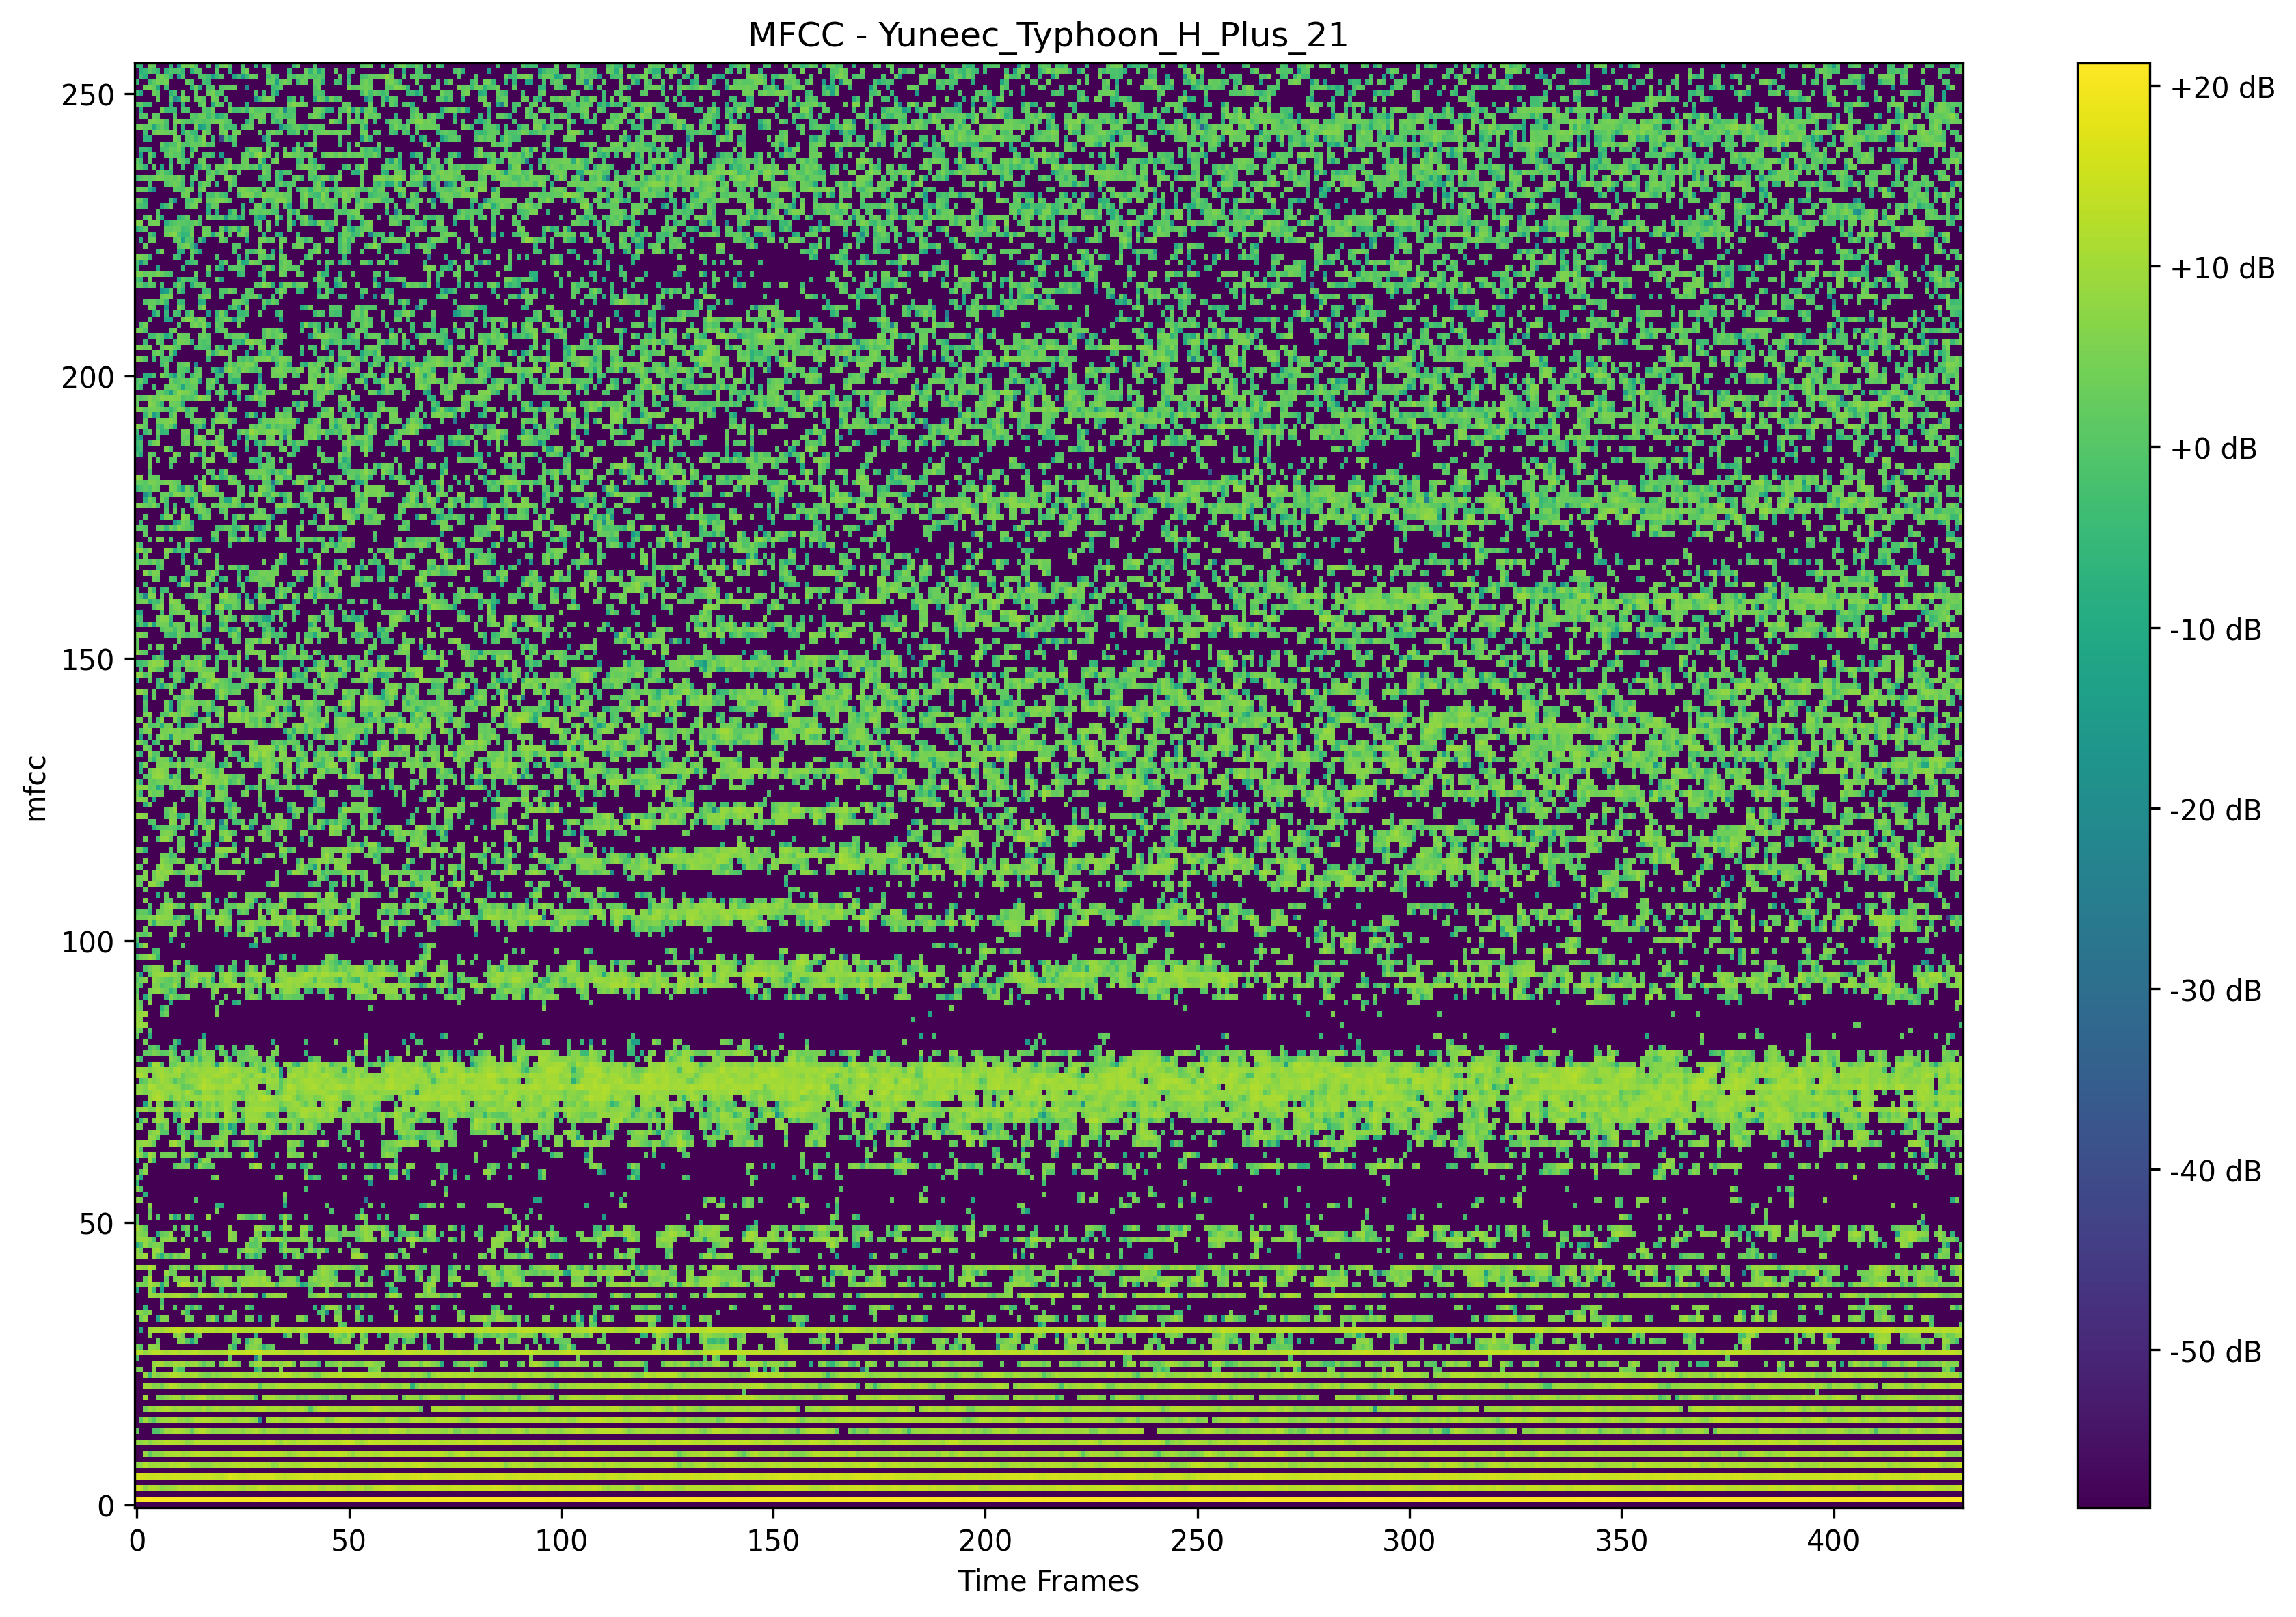 MFCC - Yuneec_Typhoon_H_Plus_21
mfcc
250
200
150
100
50
0
0 50 100 150 200 250 300 350 400
Time Frames
+20 dB
+10 dB
+0 dB
-10 dB
-20 dB
-30 dB
-40 dB
-50 dB